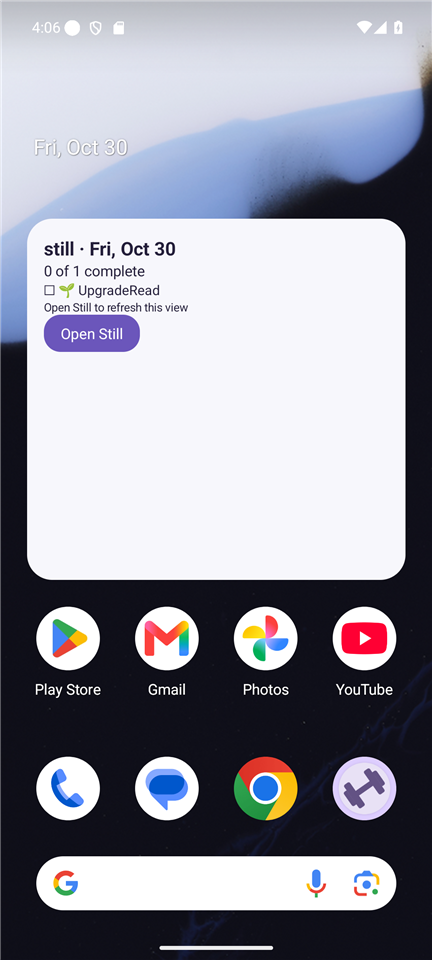 4:06
Fri, Oct 30
still · Fri, Oct 30
0 of 1 complete
☐ 🌱 UpgradeRead
Open Still to refresh this view
Open Still
Play Store
Gmail
Photos
YouTube